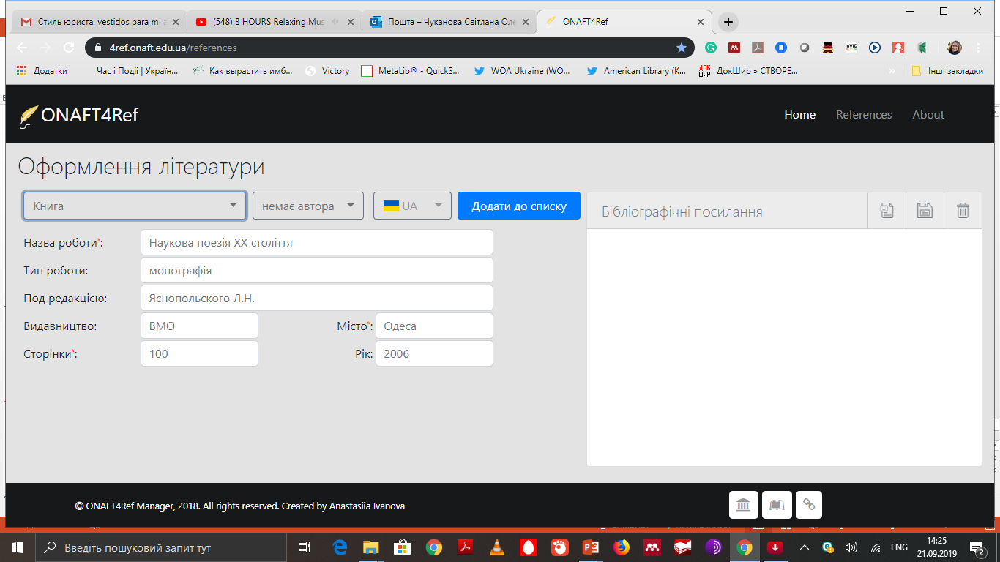 Стиль юриста, vestidos para mi a
(548) 8 HOURS Relaxing Mus
Пошта – Чуканова Світлана Оле
ONAFT4Ref
4ref.onaft.edu.ua/references
Додатки
Час і Події | Україн...
Как вырастить имб...
Victory
MetaLib® - QuickS...
WOA Ukraine (WO...
American Library (K...
ДОК ШИР
ДокШир » СТВОРЕ...
»
Інші закладки
ONAFT4Ref
Home
References
About
Оформлення літератури
Книга
немає автора
UA
Додати до списку
Бібліографічні посилання
Назва роботи*:
Наукова поезія ХХ століття
Тип роботи:
монографія
Под редакцією:
Яснопольского Л.Н.
Видавництво:
ВМО
Місто*:
Одеса
Сторінки*:
100
Рік:
2006
© ONAFT4Ref Manager, 2018. All rights reserved. Created by Anastasiia Ivanova
Введіть пошуковий запит тут
ENG
14:25
21.09.2019
2